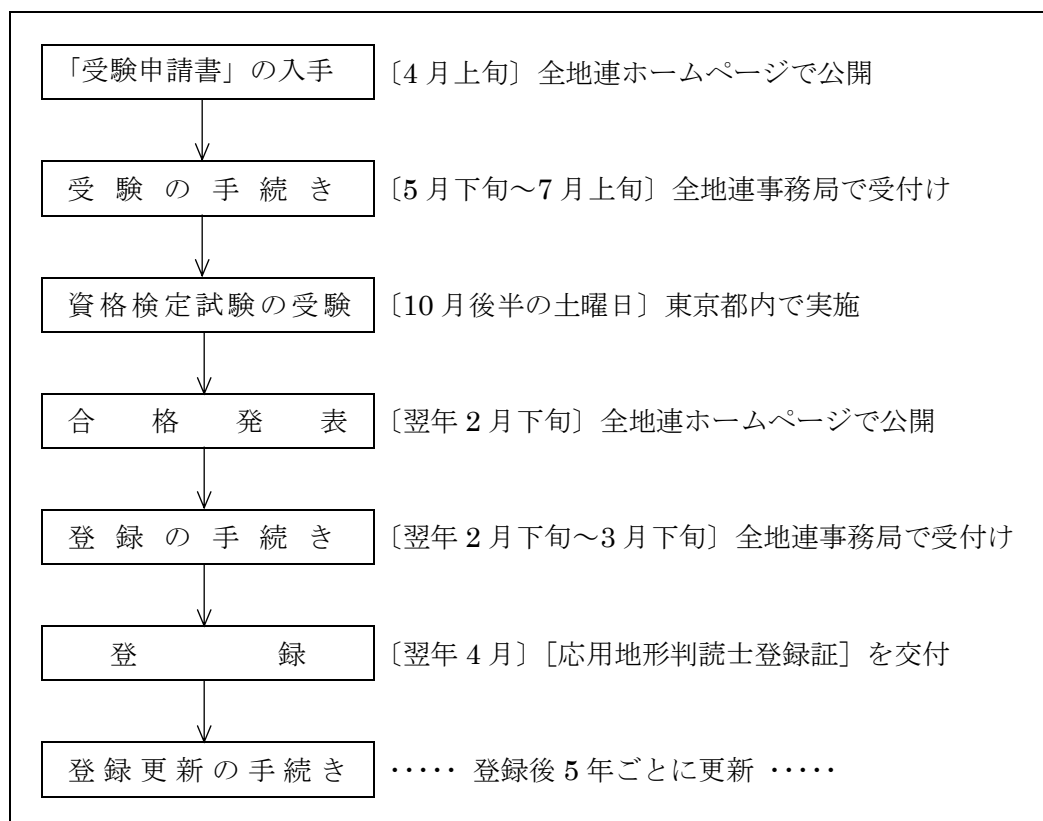 「受験申請書」の入手 〔4月上旬〕全地連ホームページで公開
受験の手続き 〔5月下旬～7月上旬〕全地連事務局で受付け
資格検定試験の受験 〔10月後半の土曜日〕東京都内で実施
合格発表 〔翌年2月下旬〕全地連ホームページで公開
登録の手続き 〔翌年2月下旬～3月下旬〕全地連事務局で受付け
登録 〔翌年4月〕［応用地形判読士登録証］を交付
登録更新の手続き ・・・・・ 登録後5年ごとに更新 ・・・・・